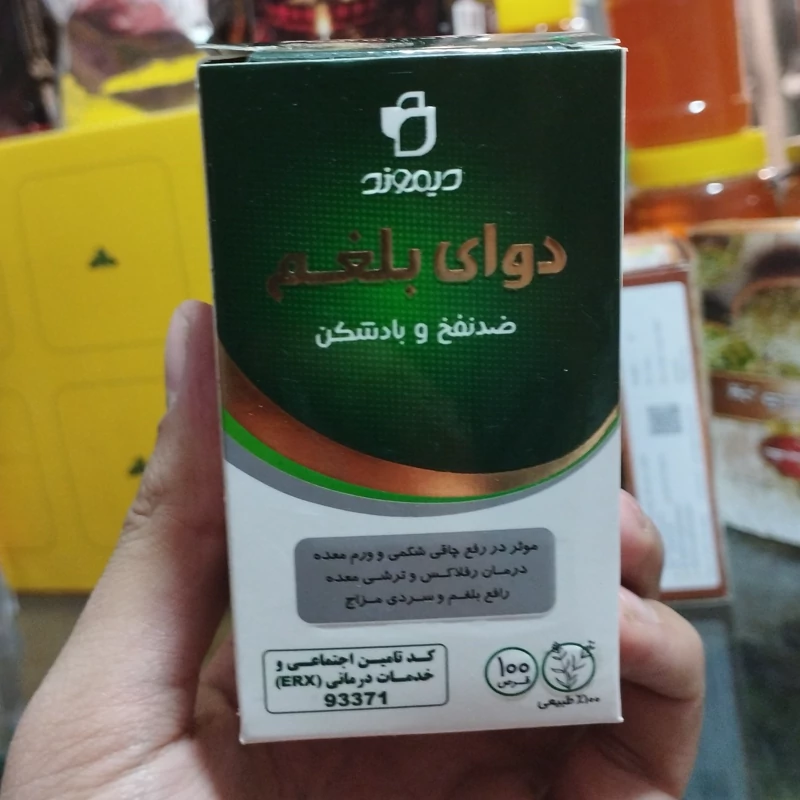 دیموند
دوای بلغم
ضدنفخ و بادشکن
موثر در رفع چاقی شکمی و ورم معده
درمان رفلاکس و ترشی معده
رافع بلغم و سردی مزاج
کد تامین اجتماعی و
خدمات درمانی (ERX)
93371
۱۰۰
قرص
۱۰۰٪ طبیعی